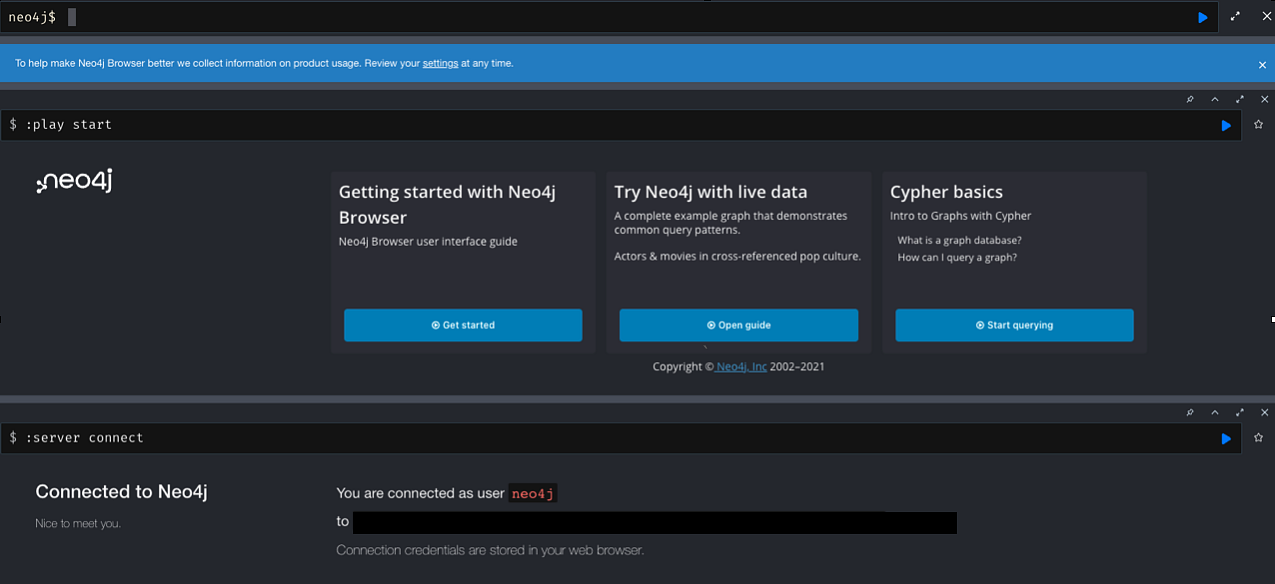 neo4j$
To help make Neo4j Browser better we collect information on product usage. Review your settings at any time.
$ :play start
neo4j
Getting started with Neo4j
Browser
Neo4j Browser user interface guide
Get started
Try Neo4j with live data
A complete example graph that demonstrates
common query patterns.
Actors & movies in cross-referenced pop culture.
Open guide
Cypher basics
Intro to Graphs with Cypher
What is a graph database?
How can I query a graph?
Start querying
Copyright © Neo4j, Inc 2002–2021
$ :server connect
Connected to Neo4j
Nice to meet you.
You are connected as user neo4j
to
Connection credentials are stored in your web browser.